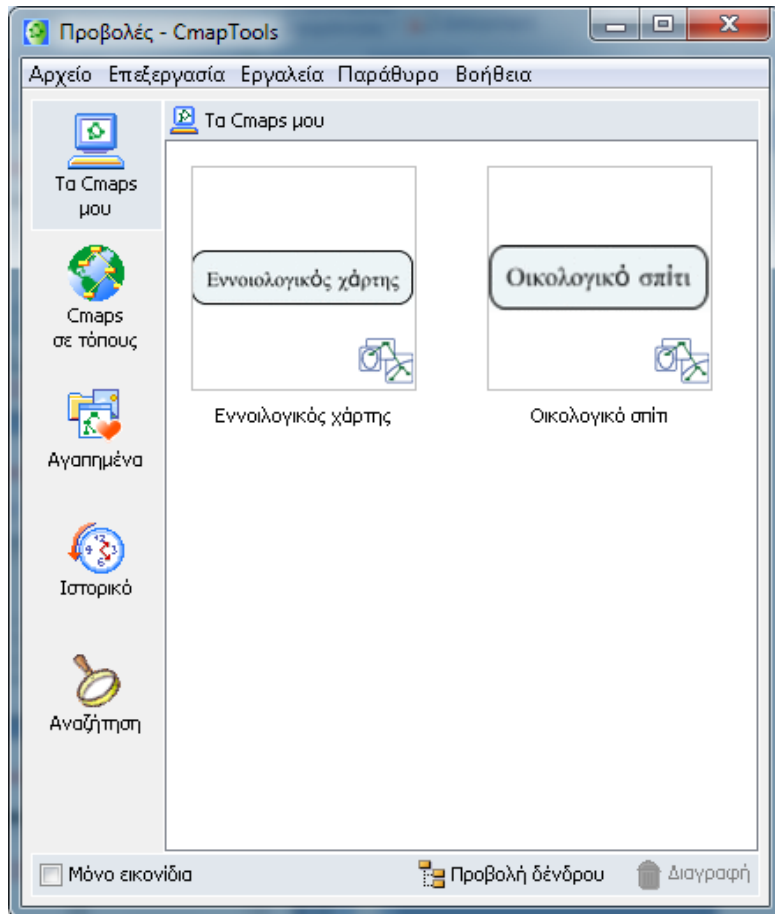 Προβολές - CmapTools
Αρχείο Επεξεργασία Εργαλεία Παράθυρο Βοήθεια
Τα Cmaps μου
Τα Cmaps
μου
Cmaps
σε τόπους
Αγαπημένα
Ιστορικό
Αναζήτηση
Εννοιολογικός χάρτης
Οικολογικό σπίτι
Εννοιλογικός χάρτης
Οικολογικό σπίτι
Μόνο εικονίδια
Προβολή δένδρου
Διαγραφή